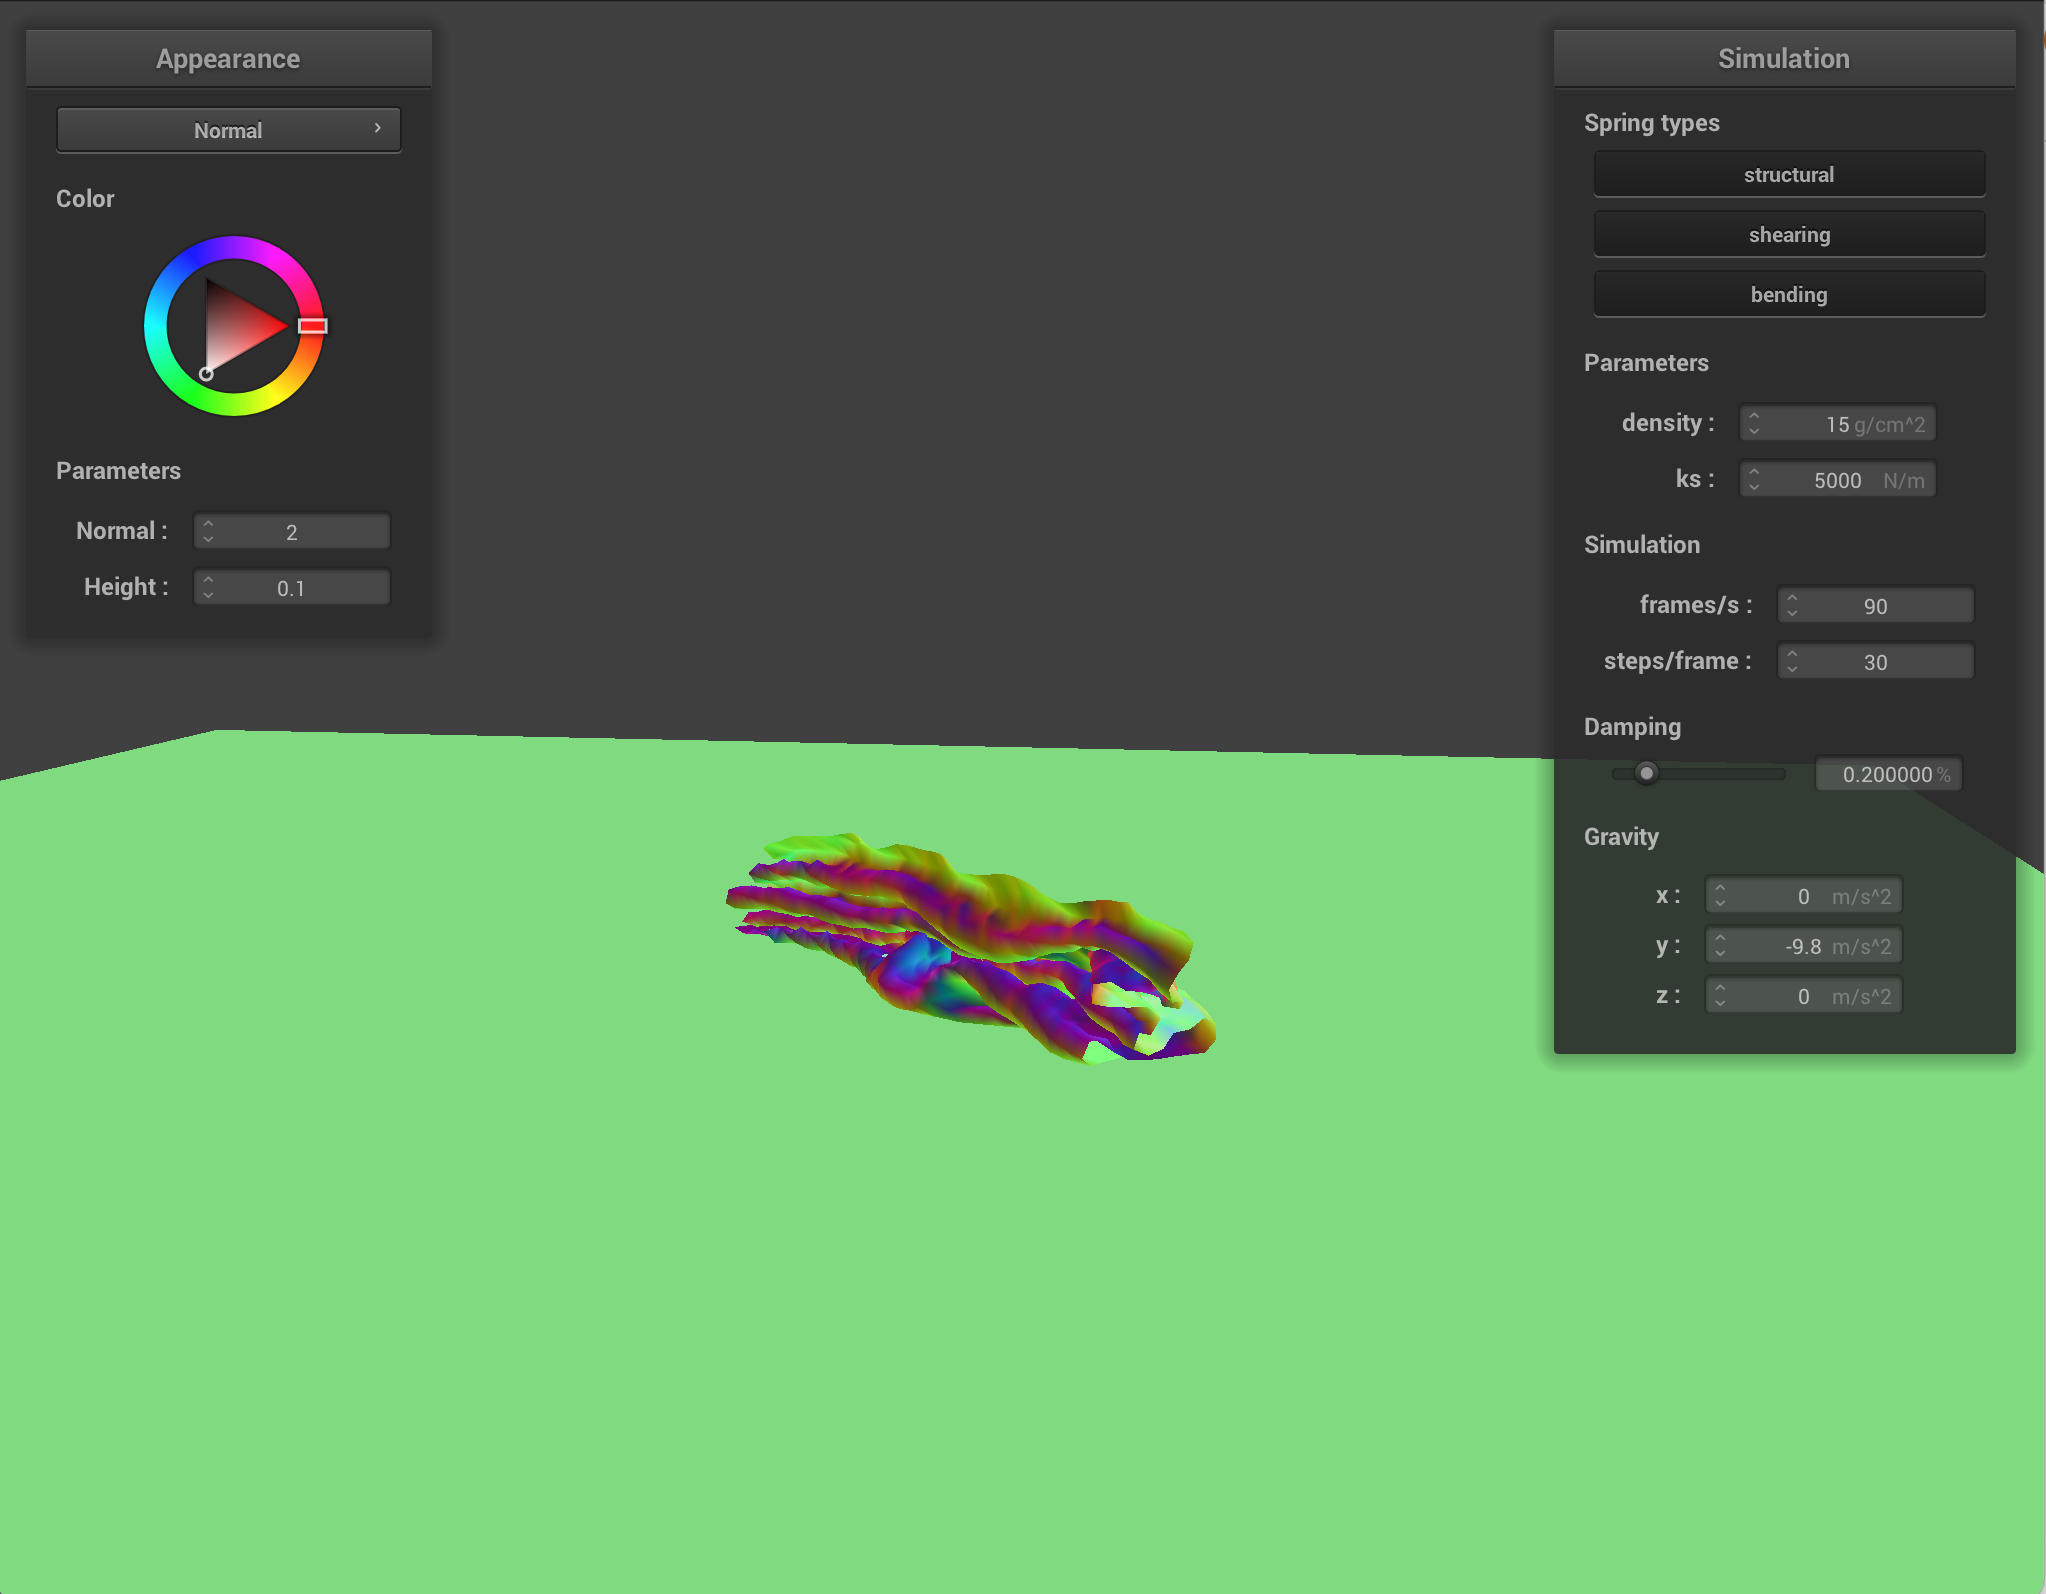 Appearance
Normal
Color
Parameters
Normal : 2
Height : 0.1
Simulation
Spring types
structural
shearing
bending
Parameters
density : 15 g/cm^2
ks : 5000 N/m
Simulation
frames/s : 90
steps/frame : 30
Damping
0.200000 %
Gravity
x : 0 m/s^2
y : -9.8 m/s^2
z : 0 m/s^2